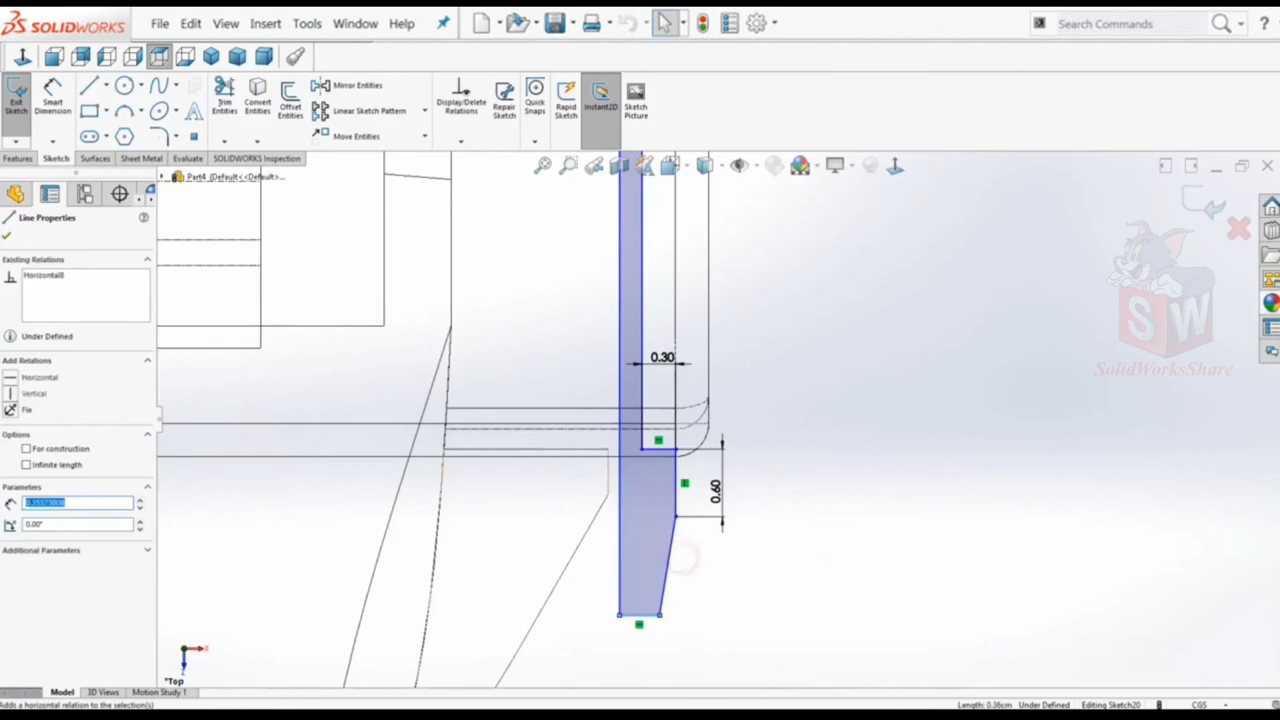 SOLIDWORKS File Edit View Insert Tools Window Help Search Commands ?
Exit Sketch
Smart Dimension
Trim Entities
Convert Entities
Offset Entities
Mirror Entities
Linear Sketch Pattern
Move Entities
Display/Delete Relations
Repair Sketch
Quick Snaps
Rapid Sketch
Instant2D
Sketch Picture
Features Sketch Surfaces Sheet Metal Evaluate SOLIDWORKS Inspection
Part4 (Default<<Default>...
Line Properties
Existing Relations
Horizontal8
Under Defined
Add Relations
Horizontal
Vertical
Fix
Options
For construction
Infinite length
Parameters
0.00°
Additional Parameters
0.30
0.60
SW
SolidWorksShare
X
*Top
Model 3D Views Motion Study 1
Adds a horizontal relation to the selection(s) Length: 0.36cm Under Defined Editing Sketch20 CGS